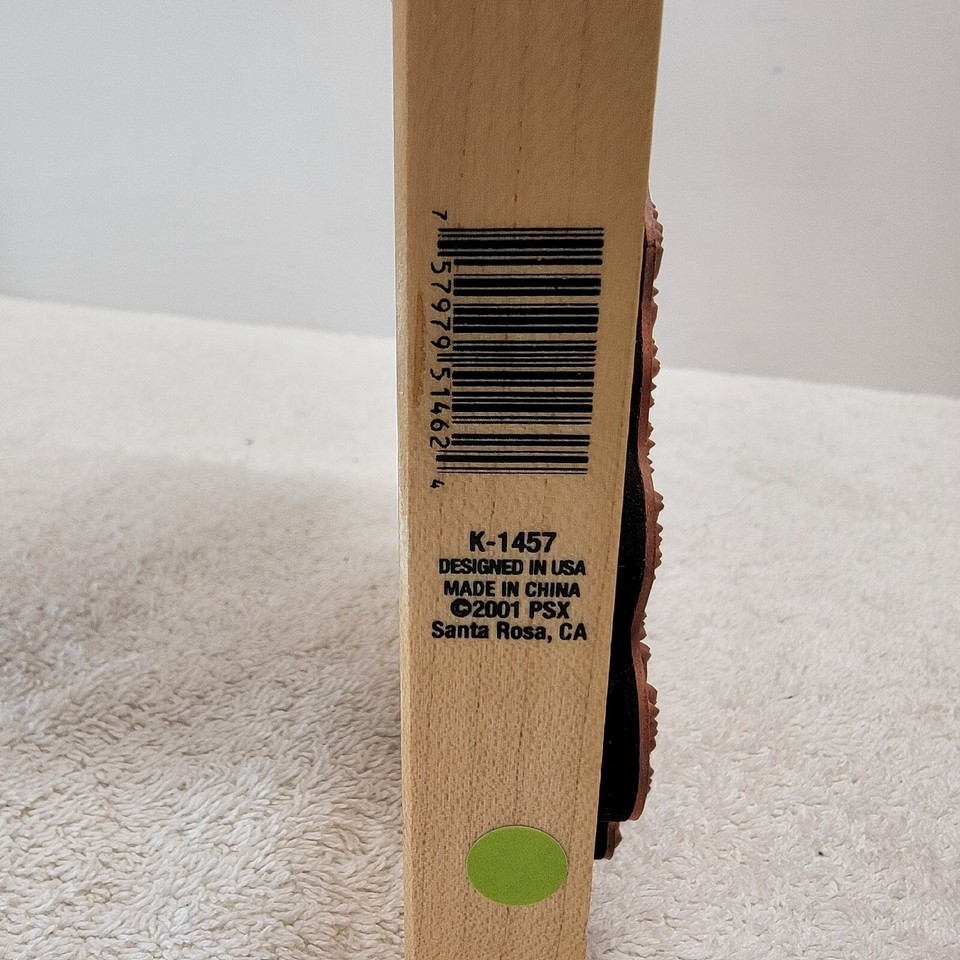 7 57979 51462 4
K-1457
DESIGNED IN USA
MADE IN CHINA
©2001 PSX
Santa Rosa, CA